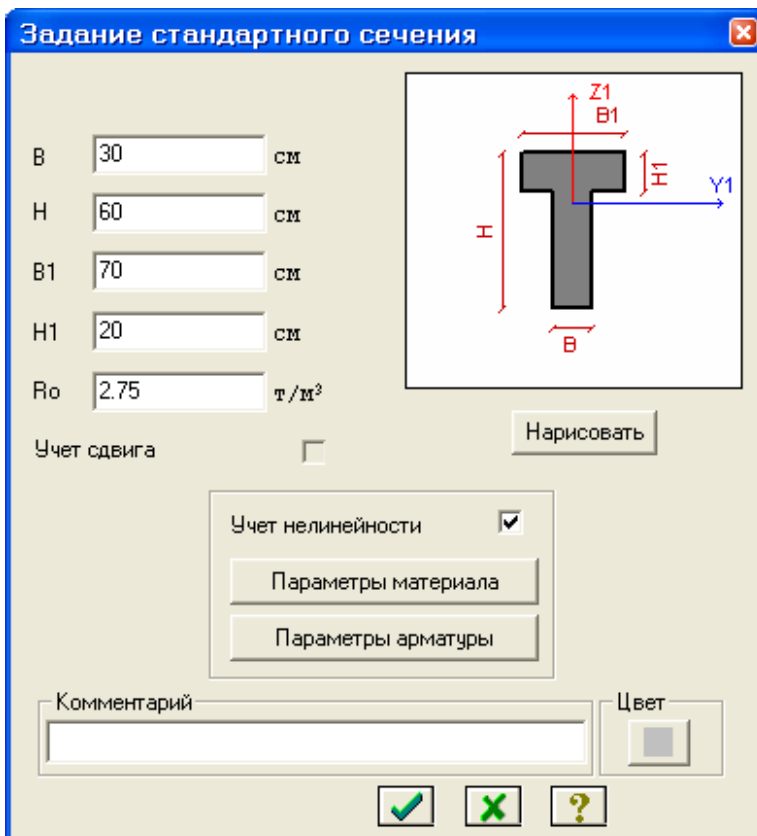 Задание стандартного сечения
B 30 см
H 60 см
B1 70 см
H1 20 см
Ro 2.75 т/м³
Z1
B1
H1
Y1
H
B
Нарисовать
Учет сдвига
Учет нелинейности
Параметры материала
Параметры арматуры
Комментарий
Цвет
?